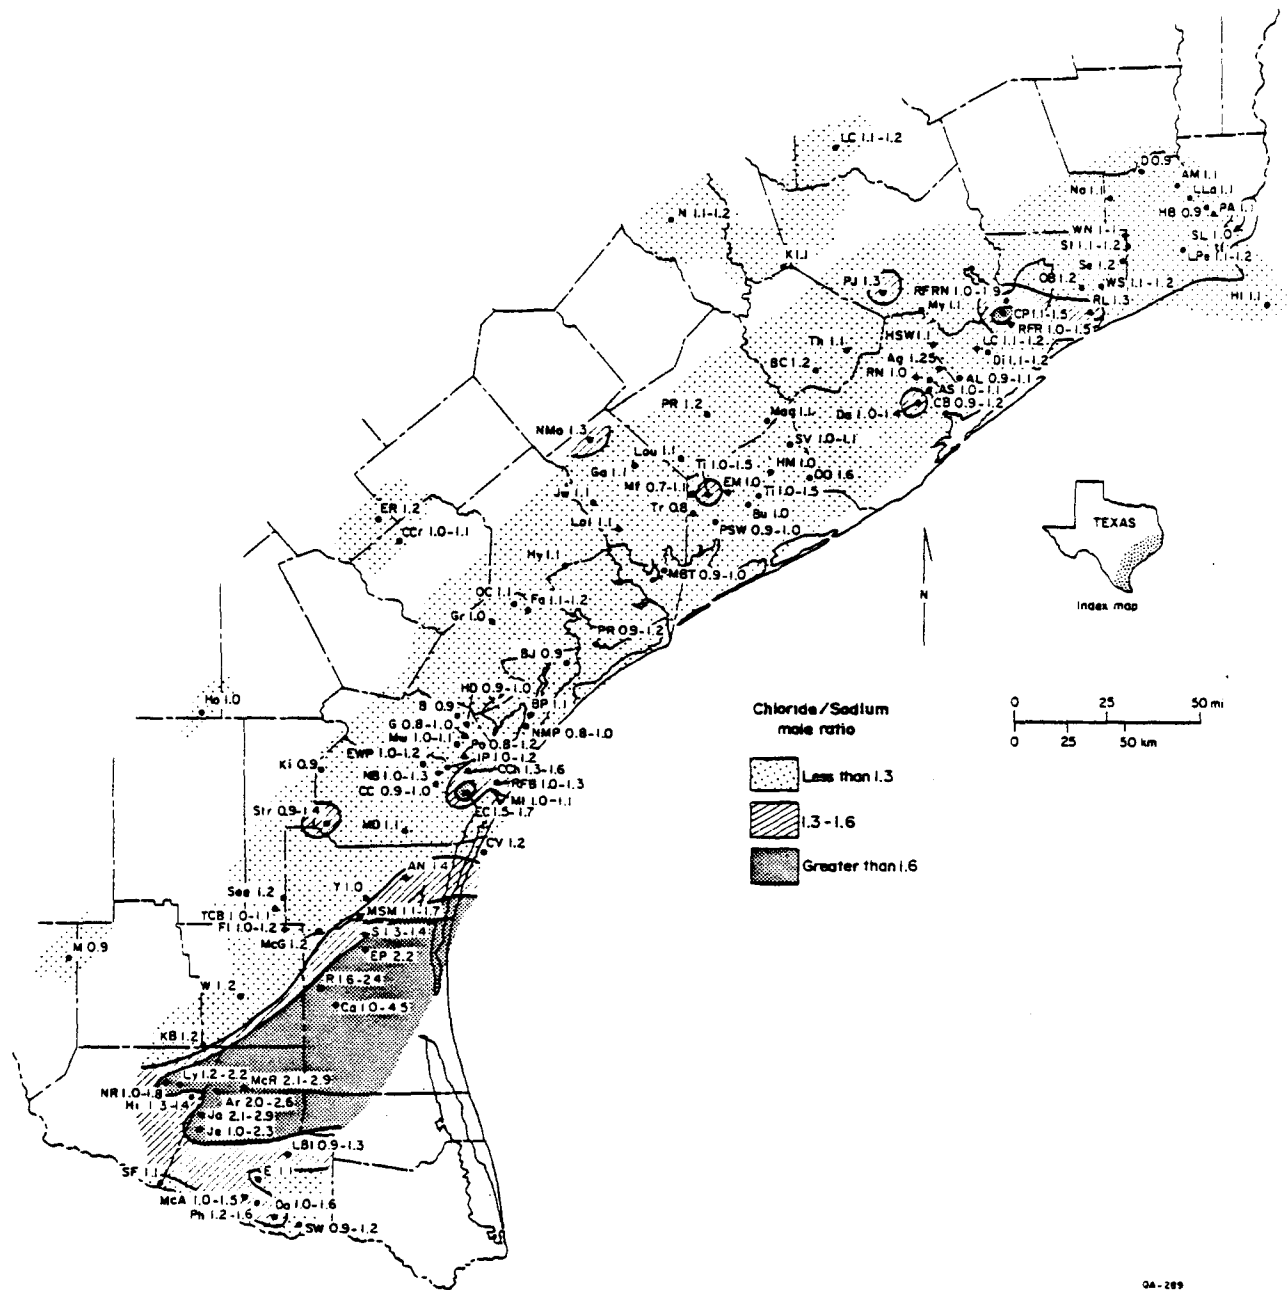 LC 1.1-1.2
D 0.9
AM 1.1
Na 1.1
LLa 1.1
PA 1.1
HB 0.9
N 1.1-1.2
WN 1-1
SL 1.0
St 1.1-1.2
LPe 1.1-1.2
Se 1.2
K 1.1
PJ 1.3
OB 1.2
WS 1.1-1.2
RFRN 1.0-1.9
HI 1.1
RL 1.3
My 1.1
CP 1.1-1.5
RFR 1.0-1.5
HSW 1.1
LC 1.1-1.2
Th 1.1
Di 1.1-1.2
Ag 1.25
BC 1.2
RN 1.0
AL 0.9-1.1
AS 1.0-1.1
CB 0.9-1.2
PR 1.2
Mag 1.1
Da 1.0-1.4
NMa 1.3
SV 1.0-1.1
Lou 1.1
Ga 1.1
Ti 1.0-1.5
HM 1.0
OO 1.6
Mf 0.7-1.1
EM 1.0
Ti 1.0-1.5
Jw 1.1
Tr 0.8
Bu 1.0
ER 1.2
Lol 1.1
PSW 0.9-1.0
TEXAS
CCr 1.0-1.1
Hy 1.1
MBT 0.9-1.0
N
Index map
OC 1.1
Fa 1.1-1.2
Gr 1.0
PR 0.9-1.2
BJ 0.9
Ho 1.0
HD 0.9-1.0
B 0.9
BP 1.1
Chloride/Sodium
mole ratio
0 25 50 mi
0 25 50 km
G 0.8-1.0
NMP 0.8-1.0
Mw 1.0-1.1
Po 0.8-1.2
EWP 1.0-1.2
IP 1.0-1.2
Ki 0.9
NB 1.0-1.3
CCh 1.3-1.6
Less than 1.3
CC 0.9-1.0
RFB 1.0-1.3
MI 1.0-1.1
Str 0.9-1.4
EC 1.5-1.7
1.3-1.6
MD 1.1
CV 1.2
AN 1.4
Greater than 1.6
See 1.2
Y 1.0
TCB 1.0-1.1
MSM 1.1-1.7
FI 1.0-1.2
S 1.3-1.4
McG 1.2
M 0.9
EP 2.2
W 1.2
R 1.6-2.4
Ca 1.0-4.5
KB 1.2
Ly 1.2-2.2
McR 2.1-2.9
NR 1.0-1.8
Hi 1.3-1.4
Ar 2.0-2.6
Ja 2.1-2.9
Je 1.0-2.3
LBI 0.9-1.3
SF 1.1
E 1.1
McA 1.0-1.5
Do 1.0-1.6
Ph 1.2-1.6
SW 0.9-1.2
QA-289